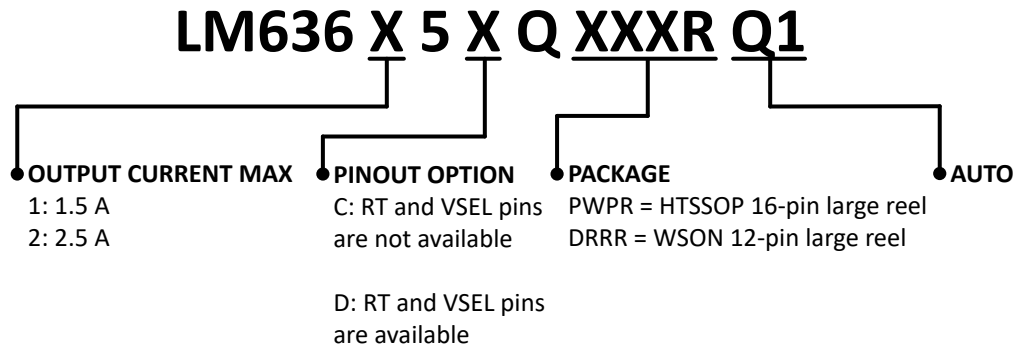 LM636 X 5 X Q XXXR Q1
OUTPUT CURRENT MAX
1: 1.5 A
2: 2.5 A
PINOUT OPTION
C: RT and VSEL pins
are not available
D: RT and VSEL pins
are available
PACKAGE
PWPR = HTSSOP 16-pin large reel
DRRR = WSON 12-pin large reel
AUTO